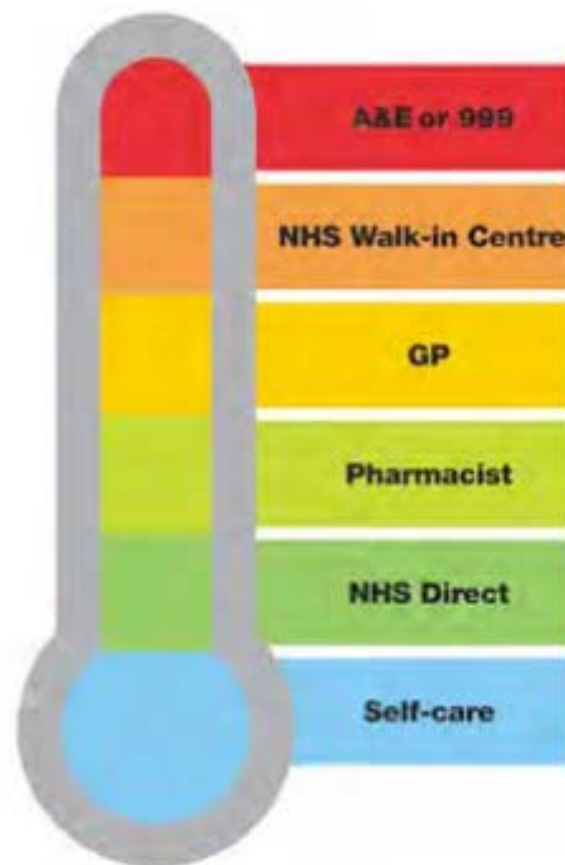 A&E or 999
NHS Walk-in Centre
GP
Pharmacist
NHS Direct
Self-care